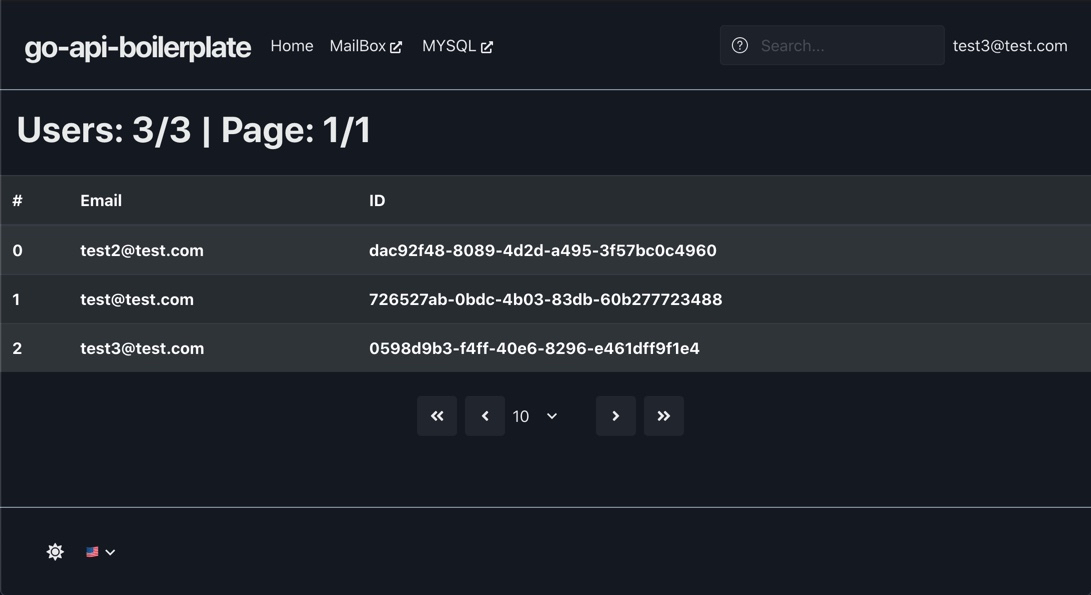 go-api-boilerplate Home MailBox MYSQL Search... test3@test.com
Users: 3/3 | Page: 1/1
# Email ID
0 test2@test.com dac92f48-8089-4d2d-a495-3f57bc0c4960
1 test@test.com 726527ab-0bdc-4b03-83db-60b277723488
2 test3@test.com 0598d9b3-f4ff-40e6-8296-e461dff9f1e4
10